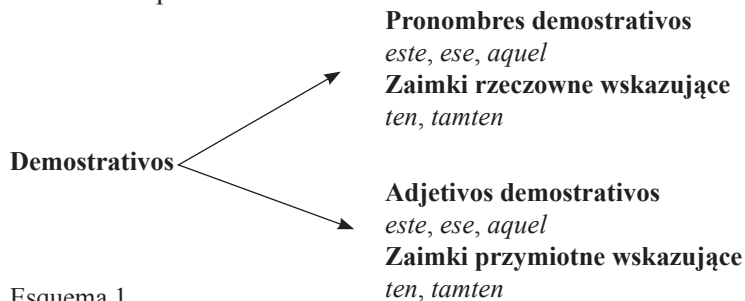 Pronombres demostrativos
este, ese, aquel
Zaimki rzeczowne wskazujące
ten, tamten
Demostrativos
Adjetivos demostrativos
este, ese, aquel
Zaimki przymiotne wskazujące
ten, tamten
Esquema 1